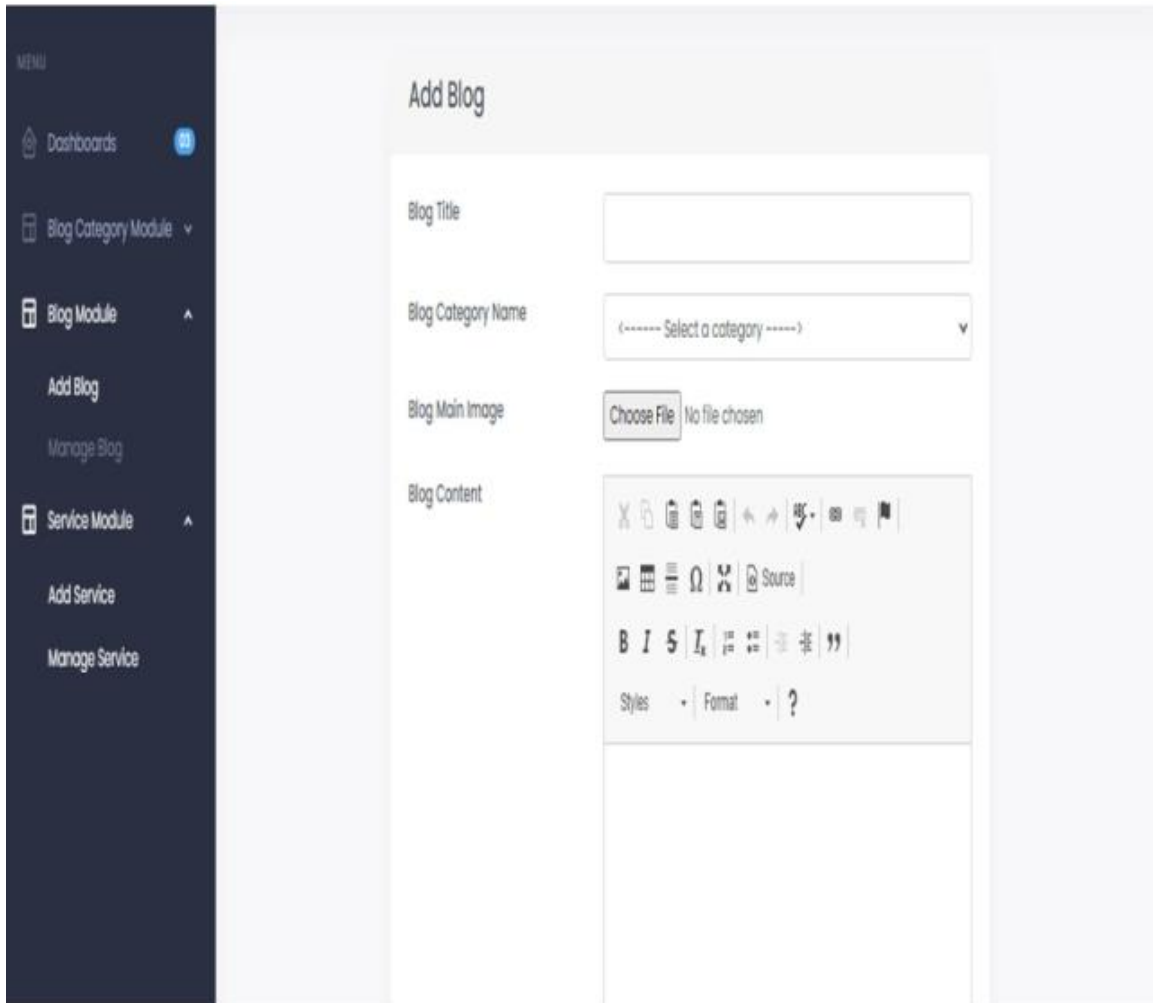 MENU
Dashboards 03
Blog Category Module
Blog Module
Add Blog
Manage Blog
Service Module
Add Service
Manage Service
Add Blog
Blog Title
Blog Category Name
<------ Select a category ----->
Blog Main Image
Choose File No file chosen
Blog Content
ABC
Ω Source
B I S Ix
Styles Format ?